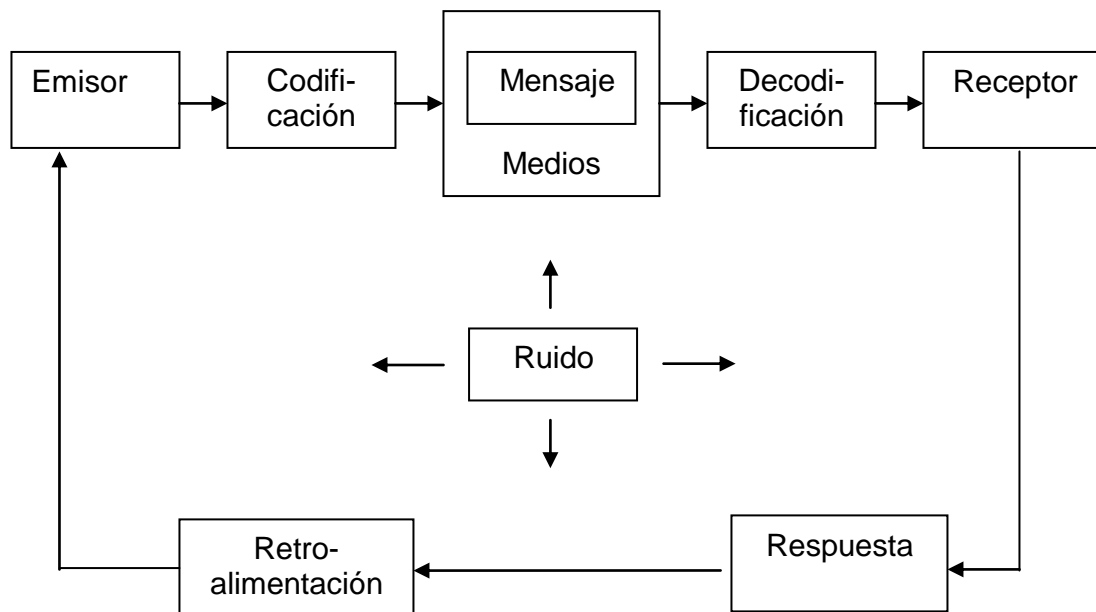 Emisor
Codifi-
cación
Mensaje
Medios
Decodi-
ficación
Receptor
Ruido
Retro-
alimentación
Respuesta